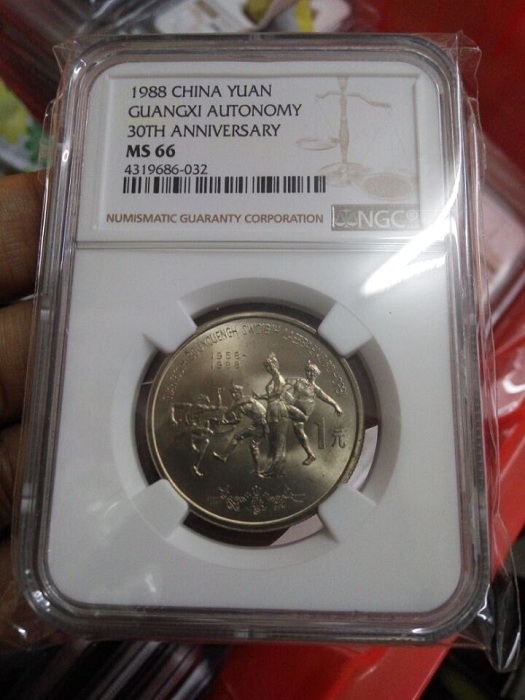 1988 CHINA YUAN
GUANGXI AUTONOMY
30TH ANNIVERSARY
MS 66
4319686-032
NUMISMATIC GUARANTY CORPORATION
NGC
1958-
1988
1元